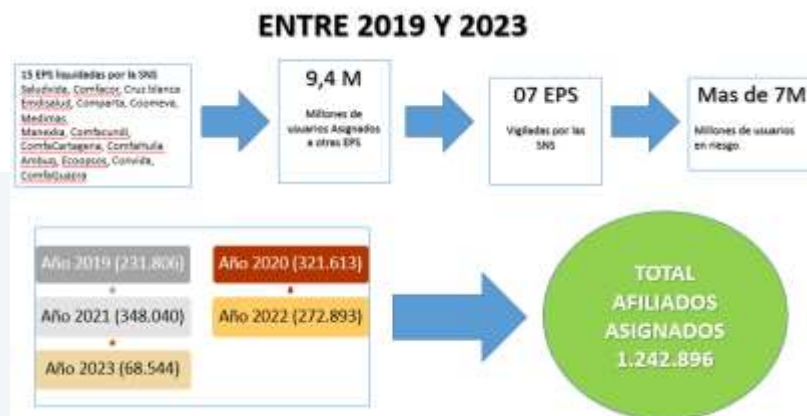 ENTRE 2019 Y 2023
15 EPS liquidadas por la SNS
Saludvida, Comfacor, Cruz blanca
Emdisalud, Comparta, Coomeva,
Medimas,
Manexka, Comfacundi,
ComfaCartagena, Comfahuila
Ambuq, Ecoopsos, Convida,
ComfaGuajira
9,4 M
Millones de
usuarios Asignados
a otras EPS
07 EPS
Vigiladas por las
SNS
Mas de 7M
Millones de usuarios
en riesgo.
Año 2019 (231.806)
Año 2020 (321.613)
Año 2021 (348.040)
Año 2022 (272.893)
Año 2023 (68.544)
TOTAL
AFILIADOS
ASIGNADOS
1.242.896